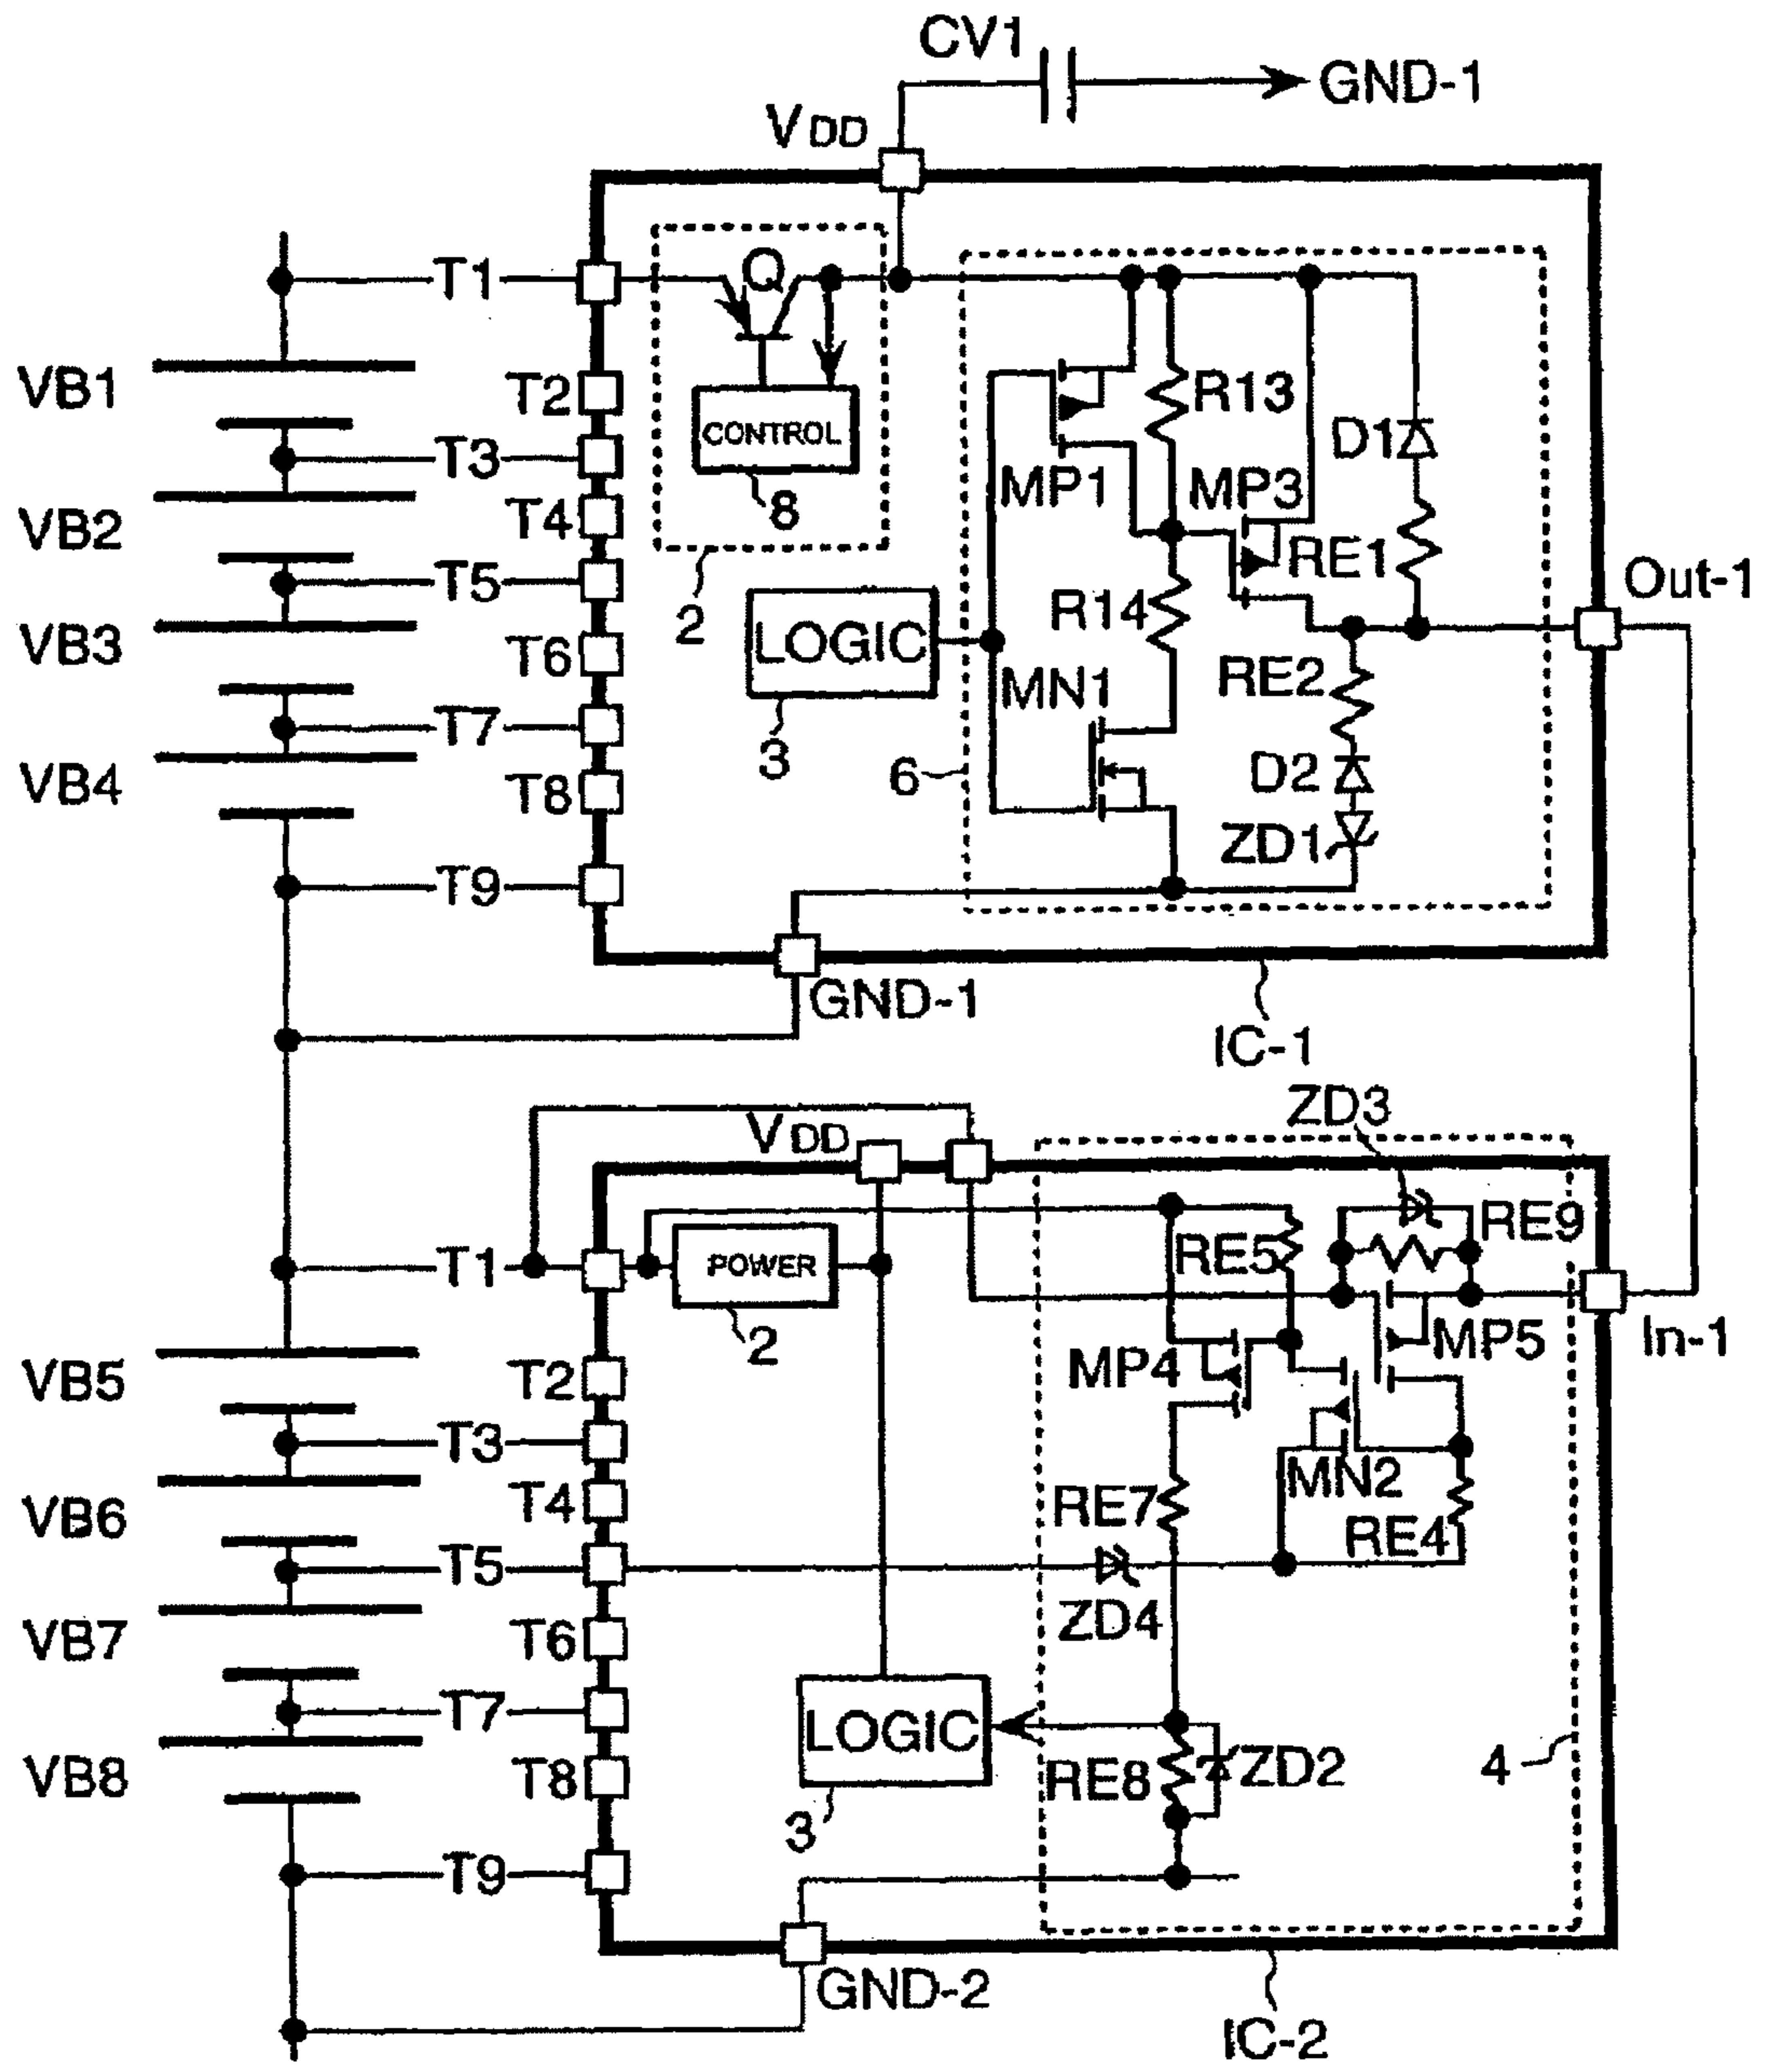 CV1
GND-1
VDD
T1
Q
VB1
T2
R13
D1
CONTROL
T3
MP1
MP3
8
VB2
T4
RE1
T5
Out-1
2
R14
LOGIC
VB3
T6
RE2
MN1
T7
3
6
D2
VB4
T8
ZD1
T9
GND-1
IC-1
ZD3
VDD
RE9
RE5
T1
POWER
2
MP5
In-1
MP4
VB5
T2
T3
MN2
VB6
T4
RE7
RE4
T5
ZD4
VB7
T6
T7
LOGIC
4
VB8
T8
RE8
ZD2
3
T9
GND-2
IC-2